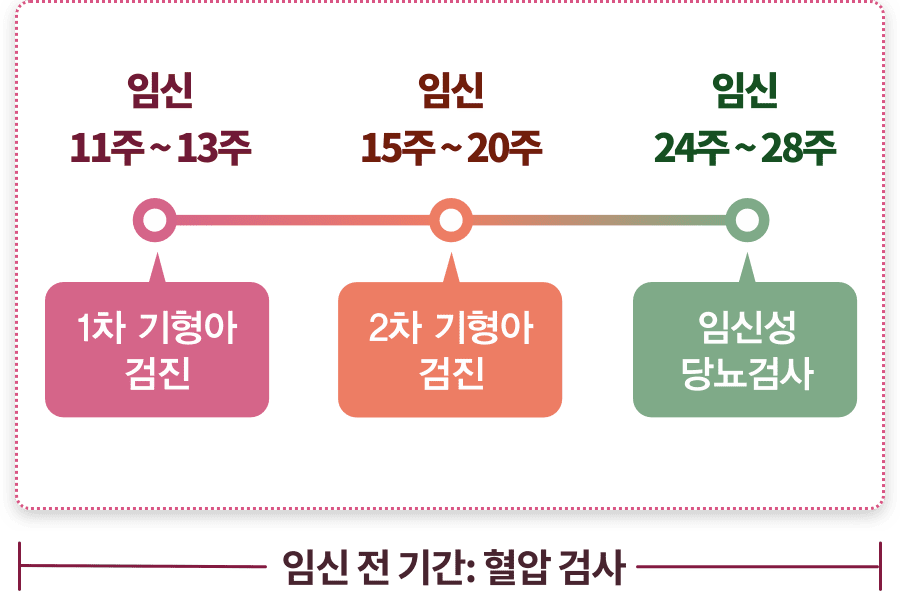 임신
11주 ~ 13주
임신
15주 ~ 20주
임신
24주 ~ 28주
1차 기형아
검진
2차 기형아
검진
임신성
당뇨검사
임신 전 기간: 혈압 검사